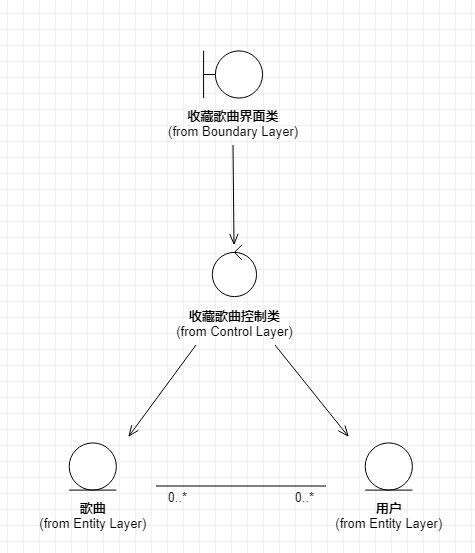 收藏歌曲界面类
(from Boundary Layer)
收藏歌曲控制类
(from Control Layer)
0..*
0..*
歌曲
(from Entity Layer)
用户
(from Entity Layer)